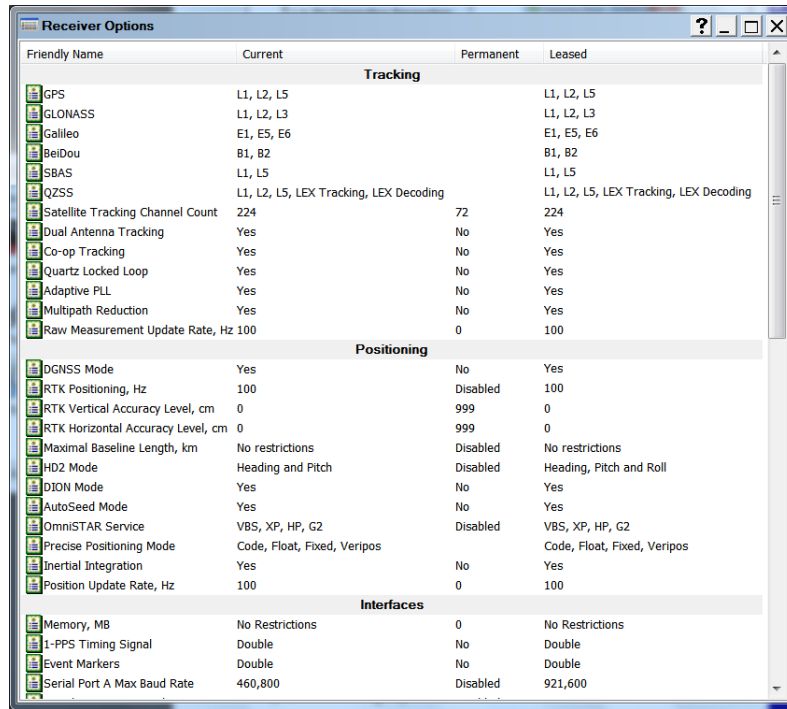 Receiver Options
Friendly Name Current Permanent Leased
Tracking
GPS L1, L2, L5 L1, L2, L5
GLONASS L1, L2, L3 L1, L2, L3
Galileo E1, E5, E6 E1, E5, E6
BeiDou B1, B2 B1, B2
SBAS L1, L5 L1, L5
QZSS L1, L2, L5, LEX Tracking, LEX Decoding L1, L2, L5, LEX Tracking, LEX Decoding
Satellite Tracking Channel Count 224 72 224
Dual Antenna Tracking Yes No Yes
Co-op Tracking Yes No Yes
Quartz Locked Loop Yes No Yes
Adaptive PLL Yes No Yes
Multipath Reduction Yes No Yes
Raw Measurement Update Rate, Hz 100 0 100
Positioning
DGNSS Mode Yes No Yes
RTK Positioning, Hz 100 Disabled 100
RTK Vertical Accuracy Level, cm 0 999 0
RTK Horizontal Accuracy Level, cm 0 999 0
Maximal Baseline Length, km No restrictions Disabled No restrictions
HD2 Mode Heading and Pitch Disabled Heading, Pitch and Roll
DION Mode Yes No Yes
AutoSeed Mode Yes No Yes
OmniSTAR Service VBS, XP, HP, G2 Disabled VBS, XP, HP, G2
Precise Positioning Mode Code, Float, Fixed, Veripos Code, Float, Fixed, Veripos
Inertial Integration Yes No Yes
Position Update Rate, Hz 100 0 100
Interfaces
Memory, MB No Restrictions 0 No Restrictions
1-PPS Timing Signal Double No Double
Event Markers Double No Double
Serial Port A Max Baud Rate 460,800 Disabled 921,600